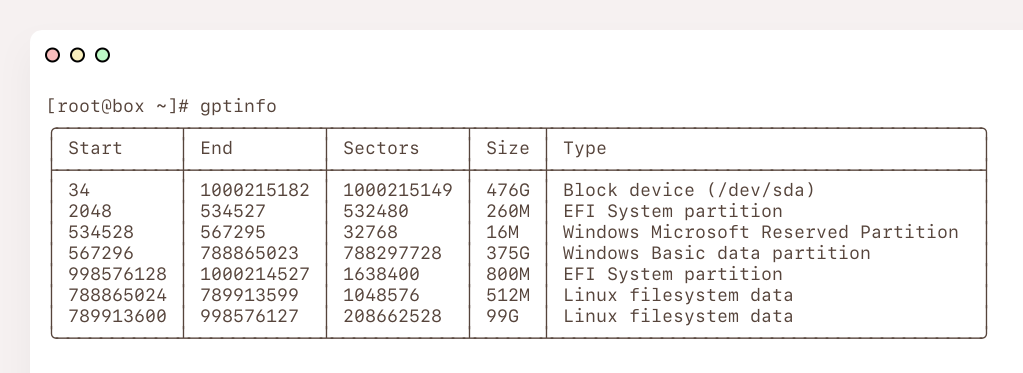 [root@box ~]# gptinfo
Start End Sectors Size Type
34 1000215182 1000215149 476G Block device (/dev/sda)
2048 534527 532480 260M EFI System partition
534528 567295 32768 16M Windows Microsoft Reserved Partition
567296 788865023 788297728 375G Windows Basic data partition
998576128 1000214527 1638400 800M EFI System partition
788865024 789913599 1048576 512M Linux filesystem data
789913600 998576127 208662528 99G Linux filesystem data